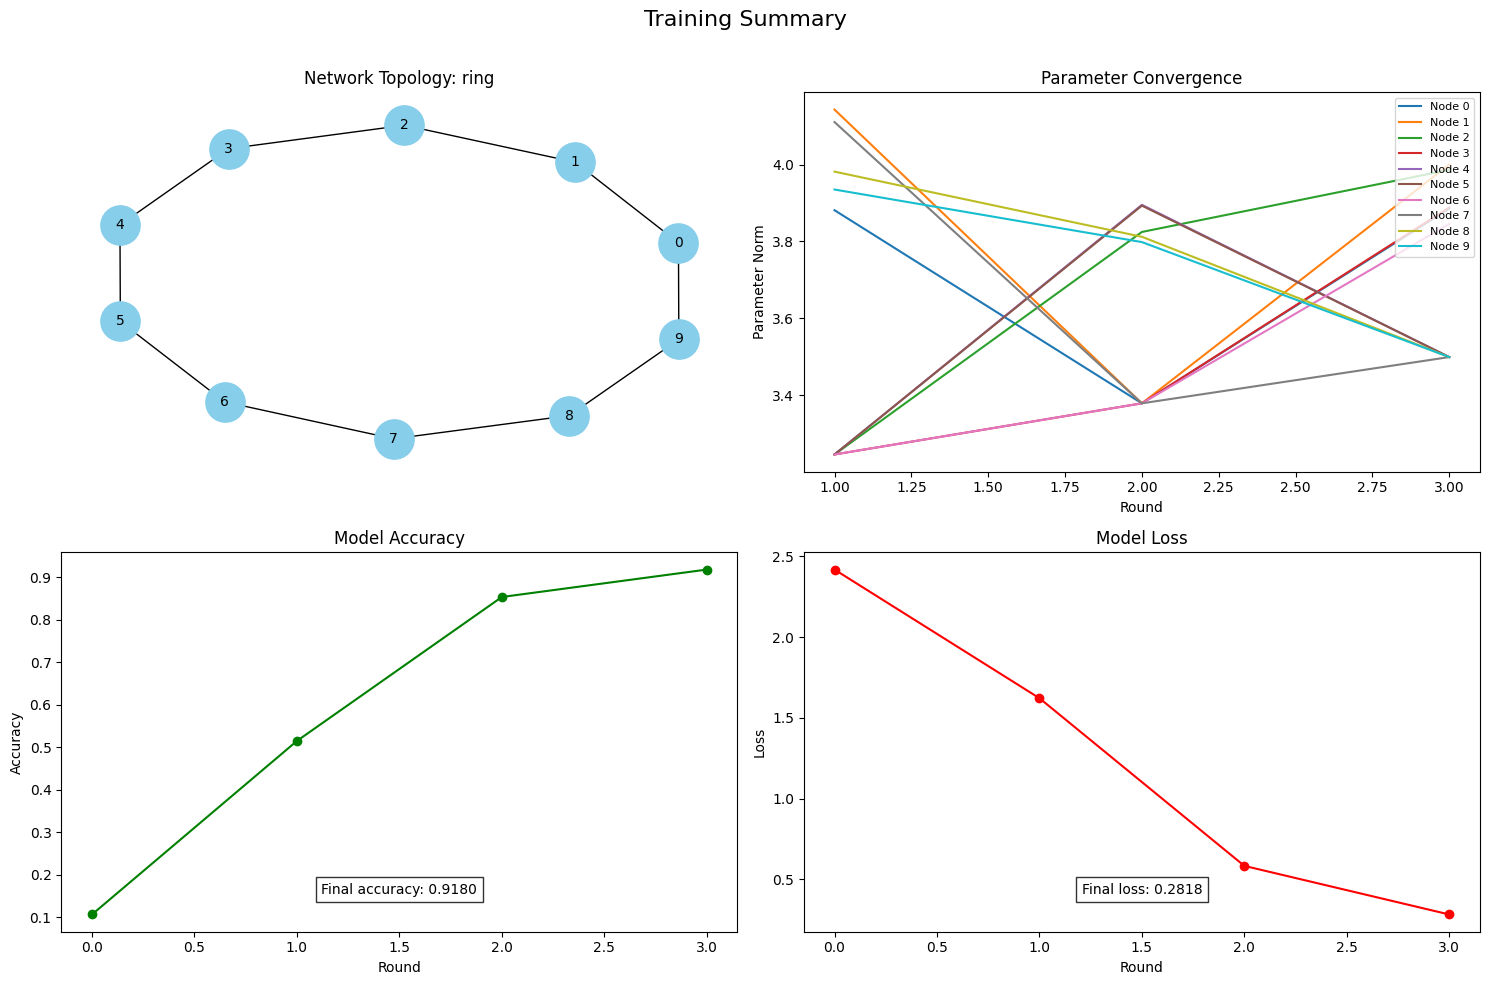 Training Summary
Network Topology: ring
2
3
1
4
0
5
9
6
8
7
Parameter Convergence
Parameter Norm
4.0
3.8
3.6
3.4
Node 0
Node 1
Node 2
Node 3
Node 4
Node 5
Node 6
Node 7
Node 8
Node 9
1.00 1.25 1.50 1.75 2.00 2.25 2.50 2.75 3.00
Round
Model Accuracy
Accuracy
0.9
0.8
0.7
0.6
0.5
0.4
0.3
0.2
0.1
Final accuracy: 0.9180
0.0 0.5 1.0 1.5 2.0 2.5 3.0
Round
Model Loss
Loss
2.5
2.0
1.5
1.0
0.5
Final loss: 0.2818
0.0 0.5 1.0 1.5 2.0 2.5 3.0
Round